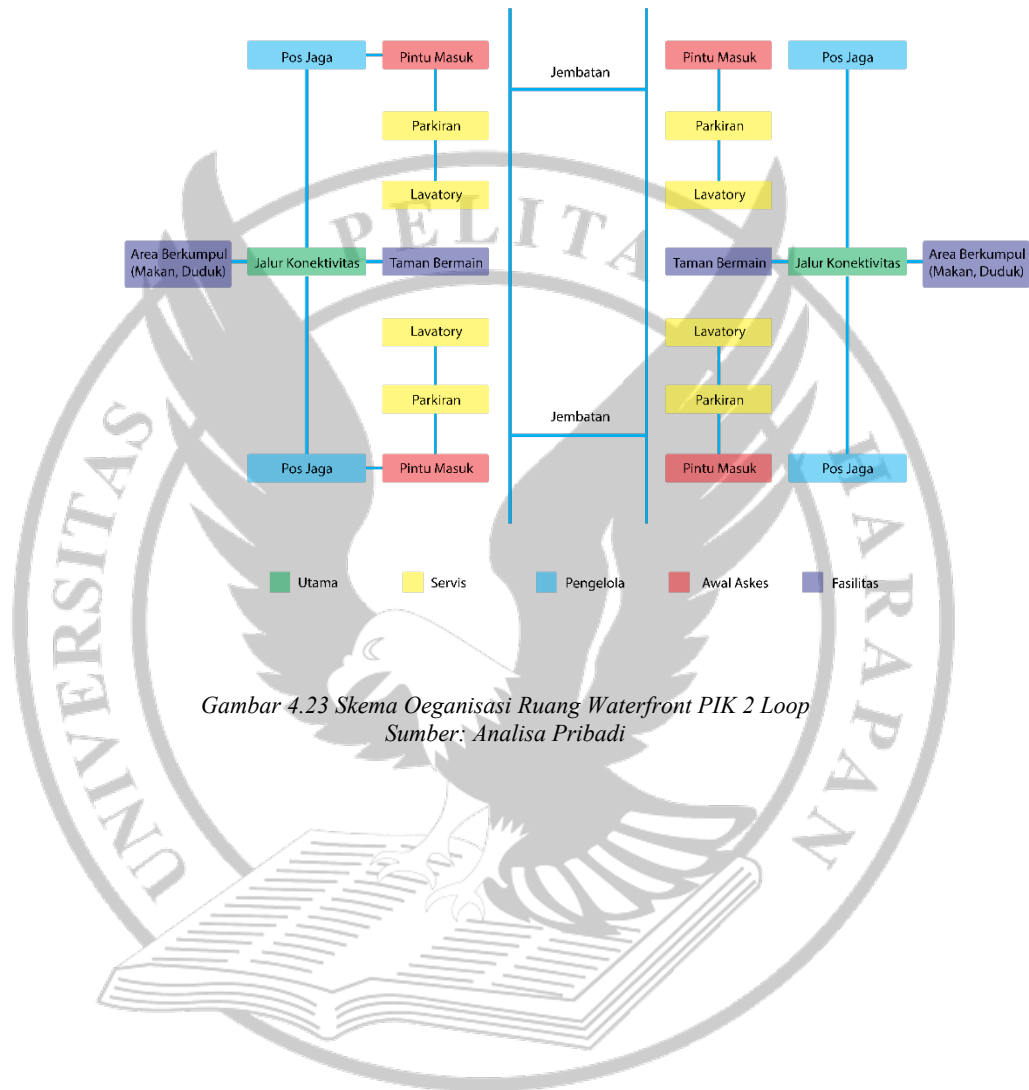 Pos Jaga
Pintu Masuk
Jembatan
Pintu Masuk
Pos Jaga
Parkiran
Parkiran
Lavatory
Lavatory
Area Berkumpul
(Makan, Duduk)
Jalur Konektivitas
Taman Bermain
Taman Bermain
Jalur Konektivitas
Area Berkumpul
(Makan, Duduk)
Lavatory
Lavatory
Parkiran
Parkiran
Jembatan
Pos Jaga
Pintu Masuk
Pintu Masuk
Pos Jaga
Utama
Servis
Pengelola
Awal Askes
Fasilitas
Gambar 4.23 Skema Oeganisasi Ruang Waterfront PIK 2 Loop
Sumber: Analisa Pribadi
UNIVERSITAS PELITA HARAPAN